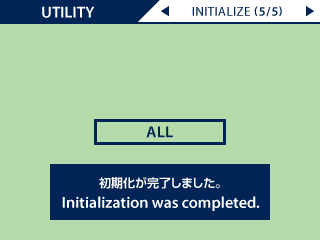 UTILITY
INITIALIZE (5/5)
ALL
初期化が完了しました。
Initialization was completed.